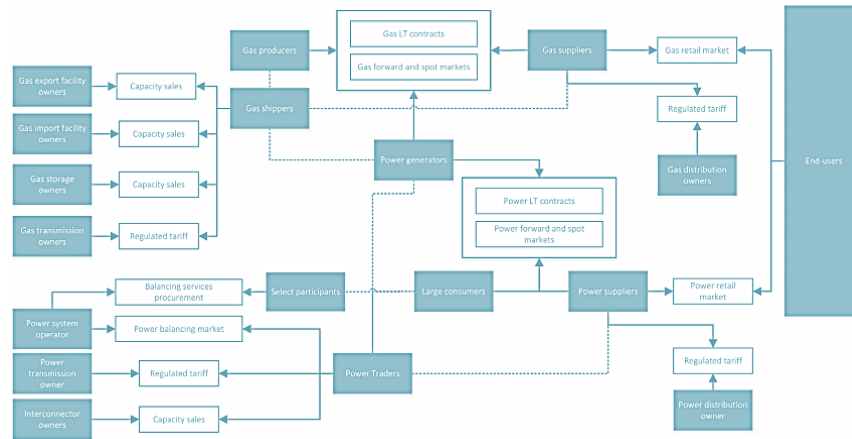 Gas producers
Gas LT contracts
Gas forward and spot markets
Gas suppliers
Gas retail market
Gas export facility
owners
Capacity sales
Gas shippers
Regulated tariff
Gas import facility
owners
Capacity sales
Power generators
Gas distribution
owners
End-users
Gas storage
owners
Capacity sales
Power LT contracts
Gas transmission
owners
Regulated tariff
Power forward and spot
markets
Balancing services
procurement
Select participants
Large consumers
Power suppliers
Power retail
market
Power system
operator
Power balancing market
Power
transmission
owner
Regulated tariff
Power Traders
Regulated tariff
Interconnector
owners
Capacity sales
Power distribution
owner